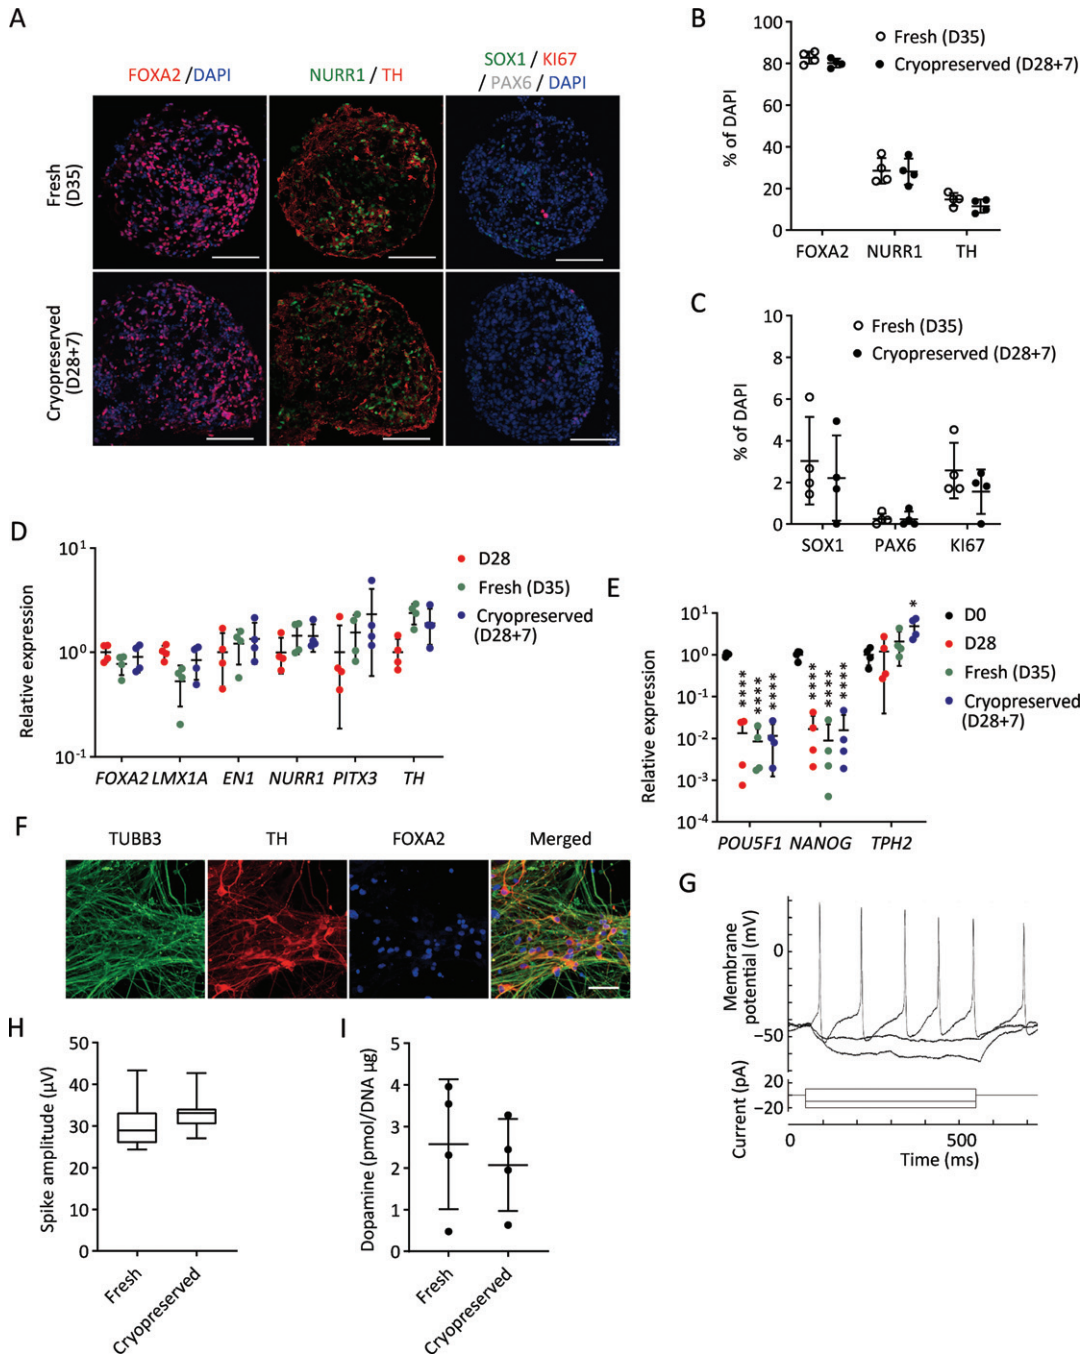 A
FOXA2 /DAPI
NURR1 / TH
SOX1 / KI67
/ PAX6 / DAPI
Fresh
(D35)
Cryopreserved
(D28+7)
B
100
80
60
40
20
0
% of DAPI
Fresh (D35)
Cryopreserved (D28+7)
FOXA2 NURR1 TH
C
10
8
6
4
2
0
% of DAPI
Fresh (D35)
Cryopreserved (D28+7)
SOX1 PAX6 KI67
D
10¹
10⁰
10⁻¹
Relative expression
D28
Fresh (D35)
Cryopreserved
(D28+7)
FOXA2 LMX1A EN1 NURR1 PITX3 TH
E
10¹
10⁰
10⁻¹
10⁻²
10⁻³
10⁻⁴
Relative expression
****
****
****
****
****
****
*
D0
D28
Fresh (D35)
Cryopreserved
(D28+7)
POU5F1 NANOG TPH2
F
TUBB3 TH FOXA2 Merged
G
Membrane
potential (mV)
0
−50
Current (pA)
20
−20
0 500
Time (ms)
H
50
40
30
20
10
0
Spike amplitude (µV)
Fresh
Cryopreserved
I
5
4
3
2
1
0
Dopamine (pmol/DNA µg)
Fresh
Cryopreserved